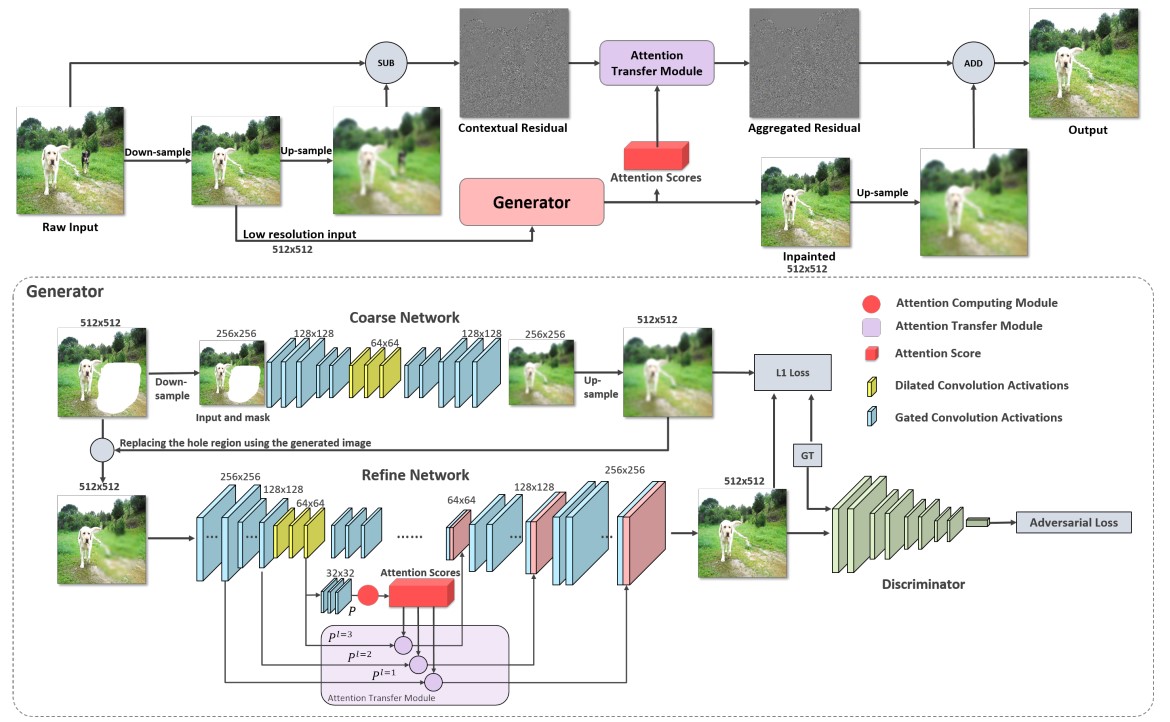 SUB
Contextual Residual
Attention
Transfer Module
Aggregated Residual
ADD
Output
Raw Input
Down-sample
Up-sample
Low resolution input
512x512
Generator
Attention Scores
Inpainted
512x512
Up-sample
Generator
Coarse Network
512x512
Down-
sample
256x256
Input and mask
128x128
64x64
128x128
256x256
Up-
sample
512x512
L1 Loss
Attention Computing Module
Attention Transfer Module
Attention Score
Dilated Convolution Activations
Gated Convolution Activations
Replacing the hole region using the generated image
GT
Refine Network
512x512
256x256
...
128x128
...
64x64
......
64x64
128x128
...
256x256
...
512x512
Discriminator
Adversarial Loss
32x32
P
Attention Scores
P^{l=3}
P^{l=2}
P^{l=1}
Attention Transfer Module